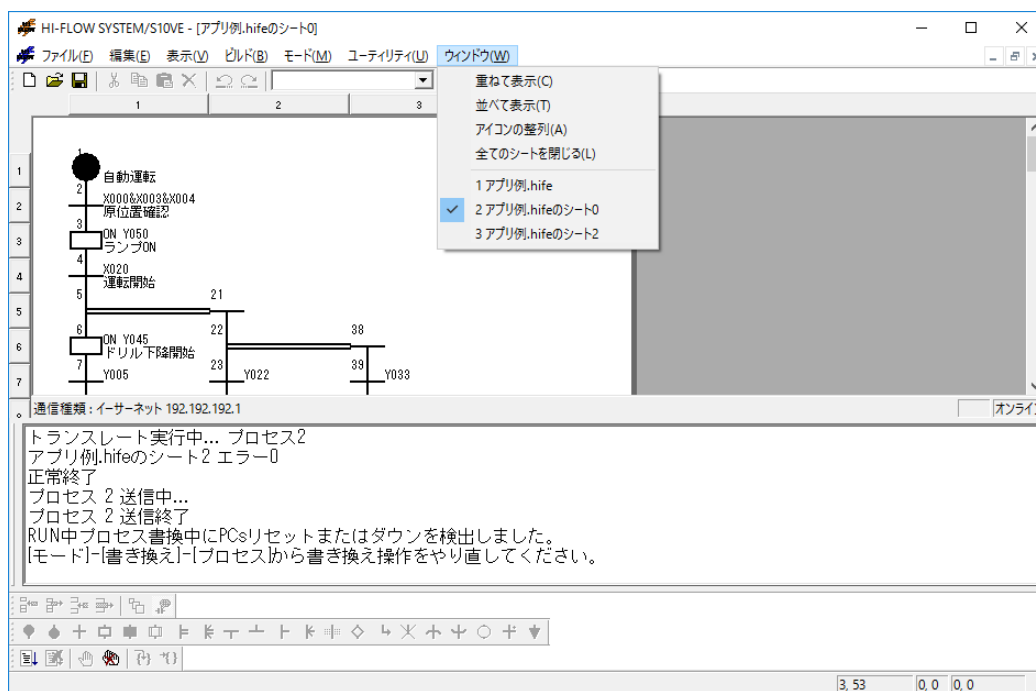 HI-FLOW SYSTEM/S10VE - [アプリ例.hifeのシート0]
ファイル(F) 編集(E) 表示(V) ビルド(B) モード(M) ユーティリティ(U) ウィンドウ(W)
重ねて表示(C)
並べて表示(T)
アイコンの整列(A)
全てのシートを閉じる(L)
1 アプリ例.hife
2 アプリ例.hifeのシート0
3 アプリ例.hifeのシート2
1 2 3
1
2
3
4
5
6
7
1
自動運転
2
X000&X003&X004
原位置確認
3
ON Y050
ランプON
4
X020
運転開始
5 21
6 22 38
ON Y045
ドリル下降開始
7 23 39
Y005 Y022 Y033
通信種類 : イーサーネット 192.192.192.1
トランスレート実行中... プロセス2
アプリ例.hifeのシート2 エラー0
正常終了
プロセス 2 送信中...
プロセス 2 送信終了
RUN中プロセス書換中にPCsリセットまたはダウンを検出しました。
[モード]-[書き換え]-[プロセス]から書き換え操作をやり直してください。
3, 53 0, 0 0, 0